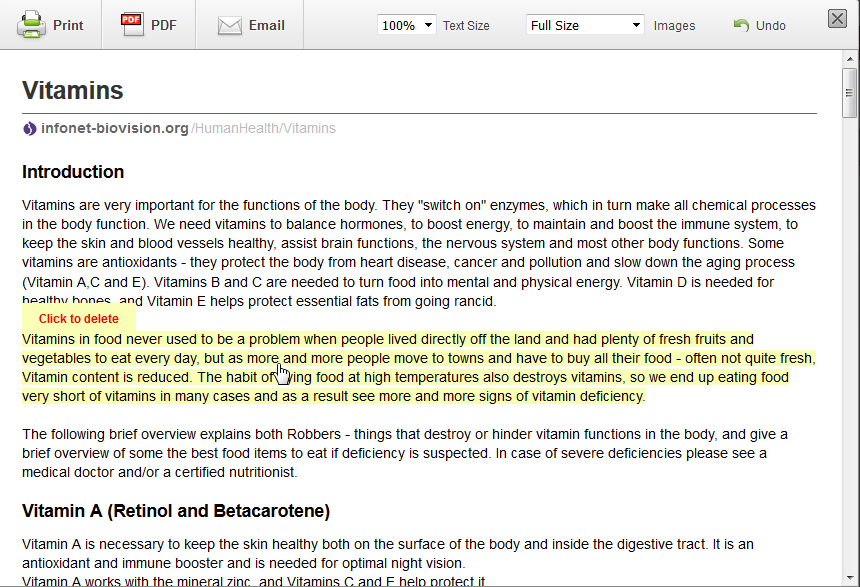 Print PDF PDF Email 100% Text Size Full Size Images Undo
Vitamins
infonet-biovision.org/HumanHealth/Vitamins
Introduction
Vitamins are very important for the functions of the body. They "switch on" enzymes, which in turn make all chemical processes
in the body function. We need vitamins to balance hormones, to boost energy, to maintain and boost the immune system, to
keep the skin and blood vessels healthy, assist brain functions, the nervous system and most other body functions. Some
vitamins are antioxidants - they protect the body from heart disease, cancer and pollution and slow down the aging process
(Vitamin A,C and E). Vitamins B and C are needed to turn food into mental and physical energy. Vitamin D is needed for
healthy bones, and Vitamin E helps protect essential fats from going rancid.
Click to delete
Vitamins in food never used to be a problem when people lived directly off the land and had plenty of fresh fruits and
vegetables to eat every day, but as more and more people move to towns and have to buy all their food - often not quite fresh,
Vitamin content is reduced. The habit of food at high temperatures also destroys vitamins, so we end up eating food
very short of vitamins in many cases and as a result see more and more signs of vitamin deficiency.
The following brief overview explains both Robbers - things that destroy or hinder vitamin functions in the body, and give a
brief overview of some the best food items to eat if deficiency is suspected. In case of severe deficiencies please see a
medical doctor and/or a certified nutritionist.
Vitamin A (Retinol and Betacarotene)
Vitamin A is necessary to keep the skin healthy both on the surface of the body and inside the digestive tract. It is an
antioxidant and immune booster and is needed for optimal night vision.
Vitamin A works with the mineral zinc, and Vitamins C and E help protect it